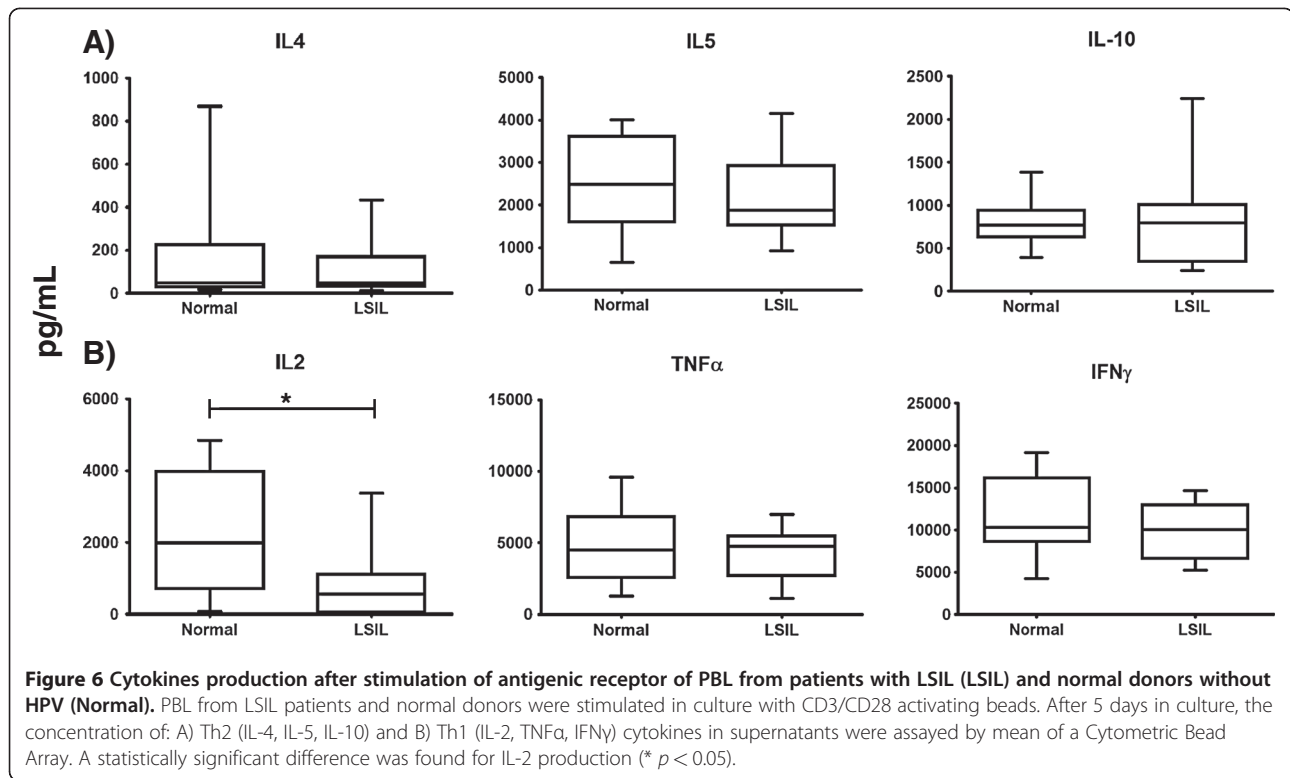 A)
IL4
IL5
IL-10
1000
800
600
400
200
0
Normal
LSIL
5000
4000
3000
2000
1000
0
Normal
LSIL
2500
2000
1500
1000
500
0
Normal
LSIL
pg/mL
B)
IL2
TNFα
IFNγ
6000
4000
2000
0
*
Normal
LSIL
15000
10000
5000
0
Normal
LSIL
25000
20000
15000
10000
5000
0
Normal
LSIL
Figure 6 Cytokines production after stimulation of antigenic receptor of PBL from patients with LSIL (LSIL) and normal donors without
HPV (Normal). PBL from LSIL patients and normal donors were stimulated in culture with CD3/CD28 activating beads. After 5 days in culture, the
concentration of: A) Th2 (IL-4, IL-5, IL-10) and B) Th1 (IL-2, TNFα, IFNγ) cytokines in supernatants were assayed by mean of a Cytometric Bead
Array. A statistically significant difference was found for IL-2 production (* p < 0.05).